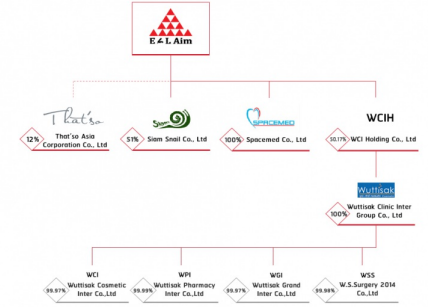 E & L Aim
That'so
Siam
SPACEMED
WCIH
12%
That'so Asia
Corporation Co., Ltd
51%
Siam Snail Co., Ltd
100%
Spacemed Co., Ltd
50.17%
WCI Holding Co., Ltd
Wuttisak
100%
Wuttisak Clinic Inter
Group Co., Ltd
WCI
99.97%
Wuttisak Cosmetic
Inter Co.,Ltd
WPI
99.99%
Wuttisak Pharmacy
Inter Co.,Ltd
WGI
99.97%
Wuttisak Grand
Inter Co.,Ltd
WSS
99.98%
W.S.Surgery 2014
Co.,Ltd